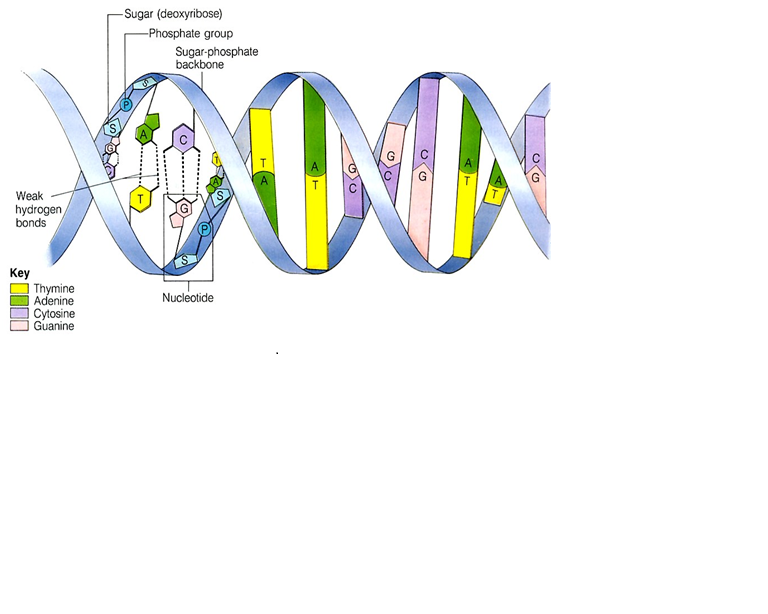 Sugar (deoxyribose)
Phosphate group
Sugar-phosphate
backbone
S
P
S
G
C
A
C
T
G
T
A
S
P
S
T
A
A
T
G
C
G
C
C
G
A
T
A
T
C
G
Weak
hydrogen
bonds
Nucleotide
Key
Thymine
Adenine
Cytosine
Guanine